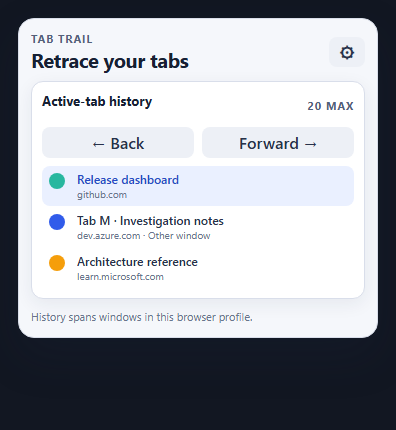 TAB TRAIL
Retrace your tabs
Active-tab history
20 MAX
← Back
Forward →
Release dashboard
github.com
Tab M · Investigation notes
dev.azure.com · Other window
Architecture reference
learn.microsoft.com
History spans windows in this browser profile.